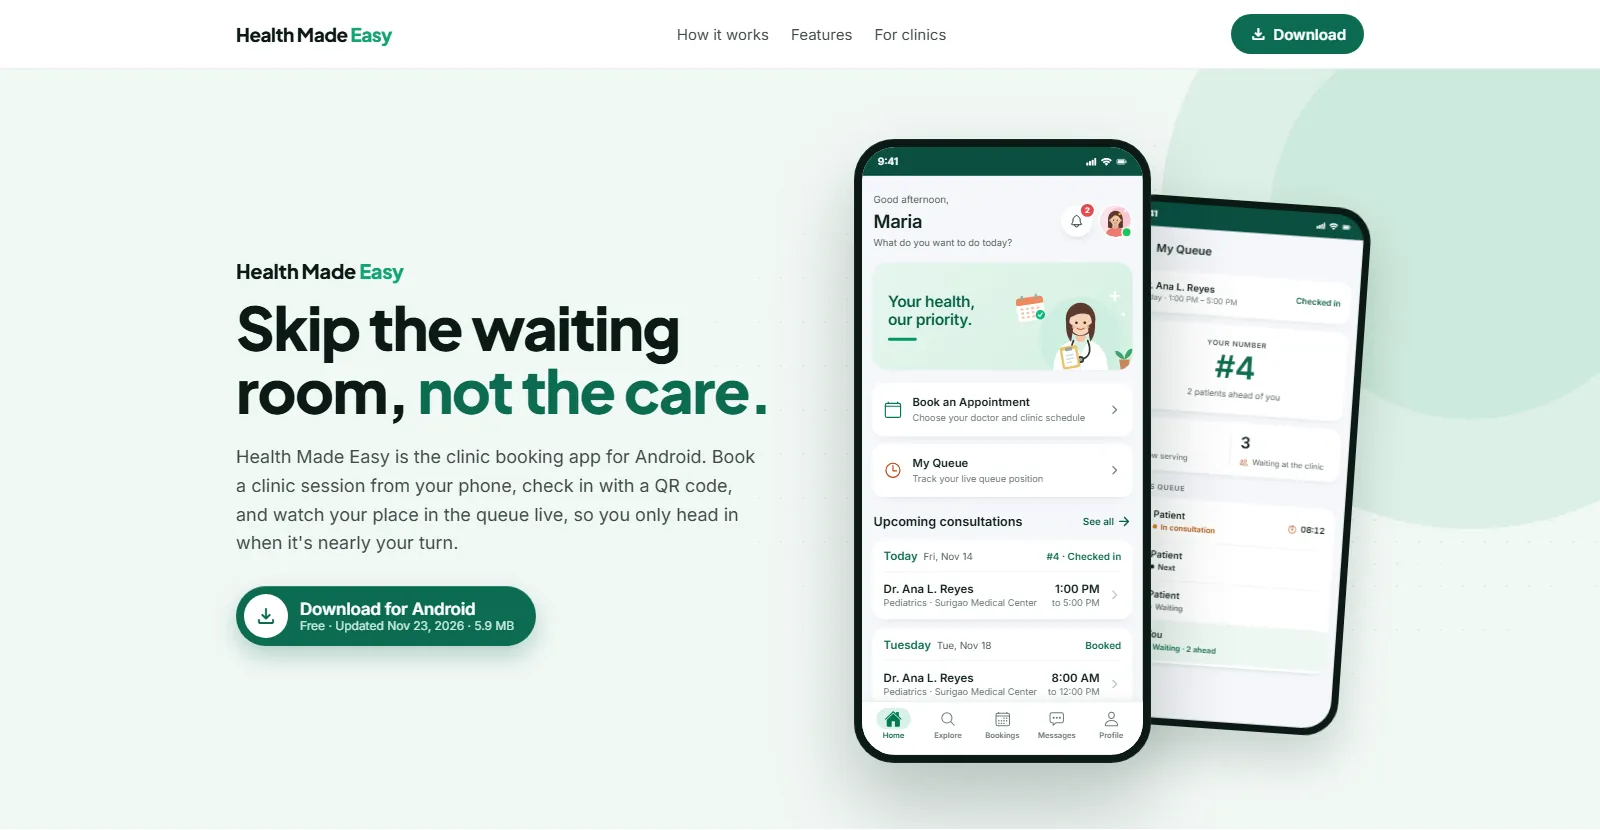 Health Made Easy
How it works
Features
For clinics
Download
Health Made Easy
Skip the waiting
room, not the care.
Health Made Easy is the clinic booking app for Android. Book
a clinic session from your phone, check in with a QR code,
and watch your place in the queue live, so you only head in
when it's nearly your turn.
Download for Android
Free · Updated Nov 23, 2026 · 5.9 MB
9:41
Good afternoon,
Maria
What do you want to do today?
2
Your health,
our priority.
Book an Appointment
Choose your doctor and clinic schedule
My Queue
Track your live queue position
Upcoming consultations
See all
Today Fri, Nov 14
#4 · Checked in
Dr. Ana L. Reyes
1:00 PM
Pediatrics · Surigao Medical Center
to 5:00 PM
Tuesday Tue, Nov 18
Booked
Dr. Ana L. Reyes
8:00 AM
Pediatrics · Surigao Medical Center
to 12:00 PM
Home
Explore
Bookings
Messages
Profile
My Queue
Ana L. Reyes
1:00 PM – 5:00 PM
Checked in
YOUR NUMBER
#4
2 patients ahead of you
serving
3
Waiting at the clinic
QUEUE
Patient
In consultation
08:12
Patient
Next
Patient
Waiting
Waiting · 2 ahead